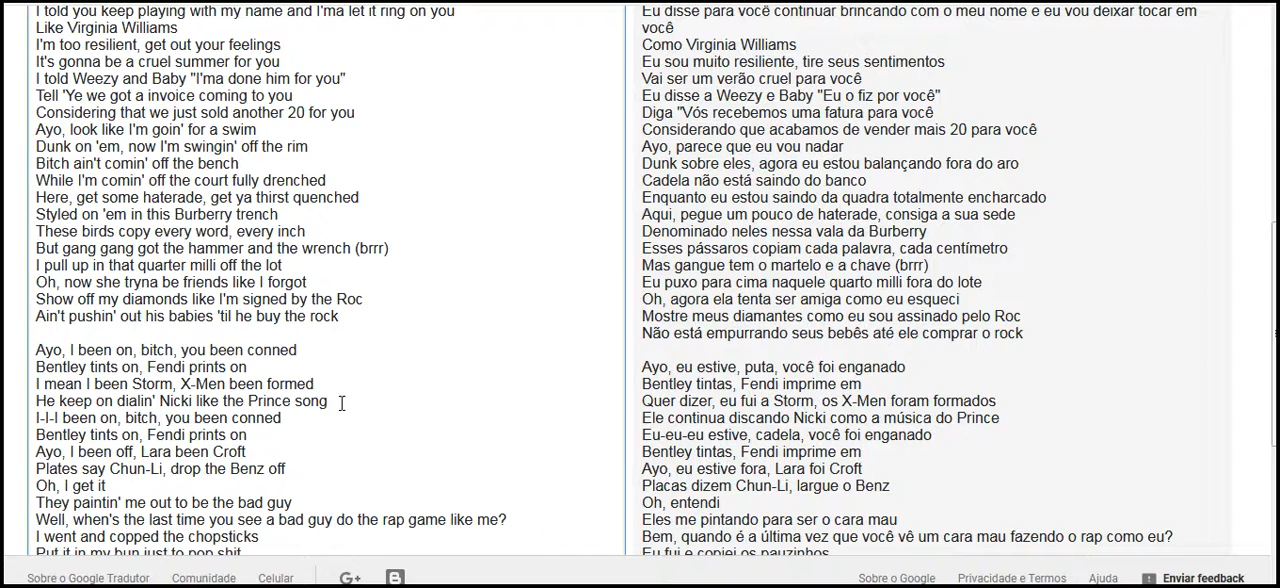 I told you keep playing with my name and I'ma let it ring on you
Like Virginia Williams
I'm too resilient, get out your feelings
It's gonna be a cruel summer for you
I told Weezy and Baby "I'ma done him for you"
Tell 'Ye we got a invoice coming to you
Considering that we just sold another 20 for you
Ayo, look like I'm goin' for a swim
Dunk on 'em, now I'm swingin' off the rim
Bitch ain't comin' off the bench
While I'm comin' off the court fully drenched
Here, get some haterade, get ya thirst quenched
Styled on 'em in this Burberry trench
These birds copy every word, every inch
But gang gang got the hammer and the wrench (brrr)
I pull up in that quarter milli off the lot
Oh, now she tryna be friends like I forgot
Show off my diamonds like I'm signed by the Roc
Ain't pushin' out his babies 'til he buy the rock
Ayo, I been on, bitch, you been conned
Bentley tints on, Fendi prints on
I mean I been Storm, X-Men been formed
He keep on dialin' Nicki like the Prince song
I-I-I been on, bitch, you been conned
Bentley tints on, Fendi prints on
Ayo, I been off, Lara been Croft
Plates say Chun-Li, drop the Benz off
Oh, I get it
They paintin' me out to be the bad guy
Well, when's the last time you see a bad guy do the rap game like me?
I went and copped the chopsticks
Put it in my bun just to pop shit
Eu disse para você continuar brincando com o meu nome e eu vou deixar tocar em
você
Como Virginia Williams
Eu sou muito resiliente, tire seus sentimentos
Vai ser um verão cruel para você
Eu disse a Weezy e Baby "Eu o fiz por você"
Diga "Vós recebemos uma fatura para você
Considerando que acabamos de vender mais 20 para você
Ayo, parece que eu vou nadar
Dunk sobre eles, agora eu estou balançando fora do aro
Cadela não está saindo do banco
Enquanto eu estou saindo da quadra totalmente encharcado
Aqui, pegue um pouco de haterade, consiga a sua sede
Denominado neles nessa vala da Burberry
Esses pássaros copiam cada palavra, cada centímetro
Mas gangue tem o martelo e a chave (brrr)
Eu puxo para cima naquele quarto milli fora do lote
Oh, agora ela tenta ser amiga como eu esqueci
Mostre meus diamantes como eu sou assinado pelo Roc
Não está empurrando seus bebês até ele comprar o rock
Ayo, eu estive, puta, você foi enganado
Bentley tintas, Fendi imprime em
Quer dizer, eu fui a Storm, os X-Men foram formados
Ele continua discando Nicki como a música do Prince
Eu-eu-eu estive, cadela, você foi enganado
Bentley tintas, Fendi imprime em
Ayo, eu estive fora, Lara foi Croft
Placas dizem Chun-Li, largue o Benz
Oh, entendi
Eles me pintando para ser o cara mau
Bem, quando é a última vez que você vê um cara mau fazendo o rap como eu?
Eu fui e copiei os pauzinhos
Sobre o Google Tradutor Comunidade Celular G+ Sobre o Google Privacidade e Termos Ajuda Enviar feedback